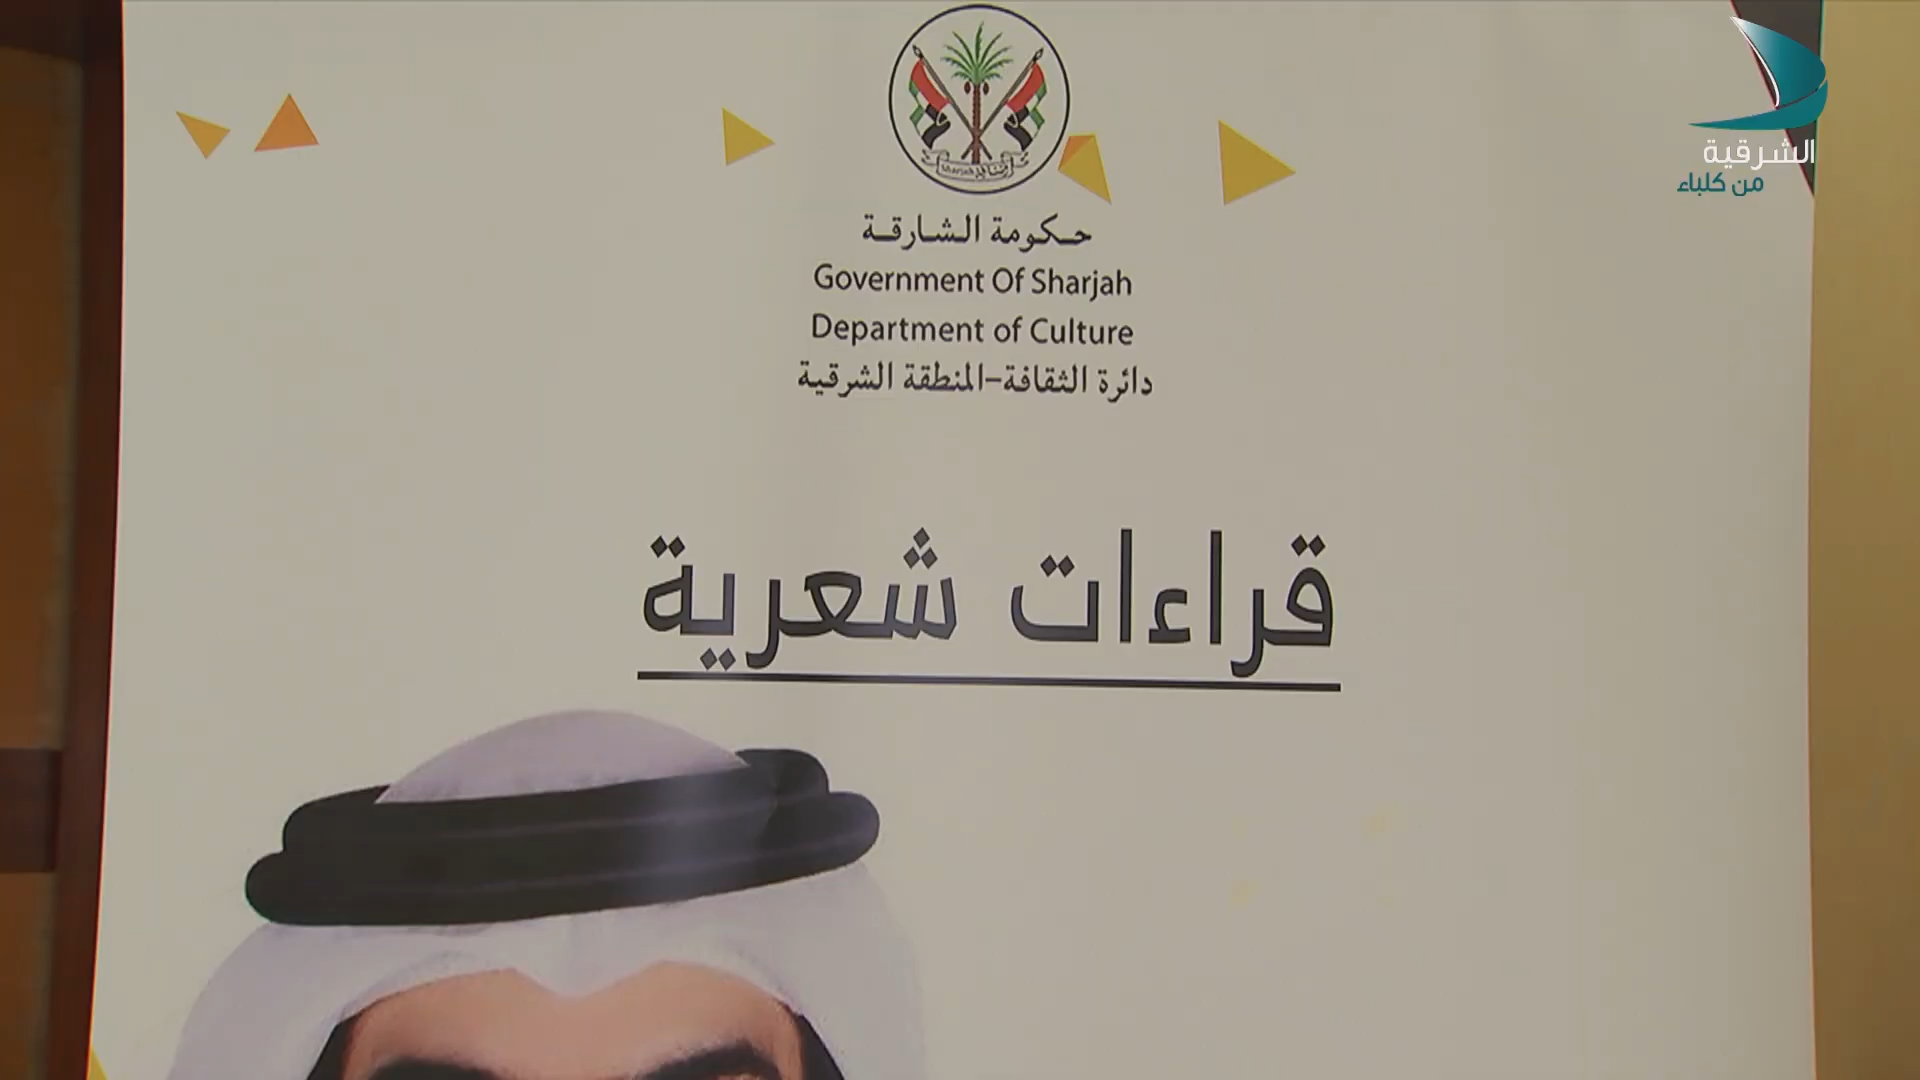 حكومة الشارقة
Government Of Sharjah
Department of Culture
دائرة الثقافة-المنطقة الشرقية
قراءات شعرية
الشرقية
من كلباء